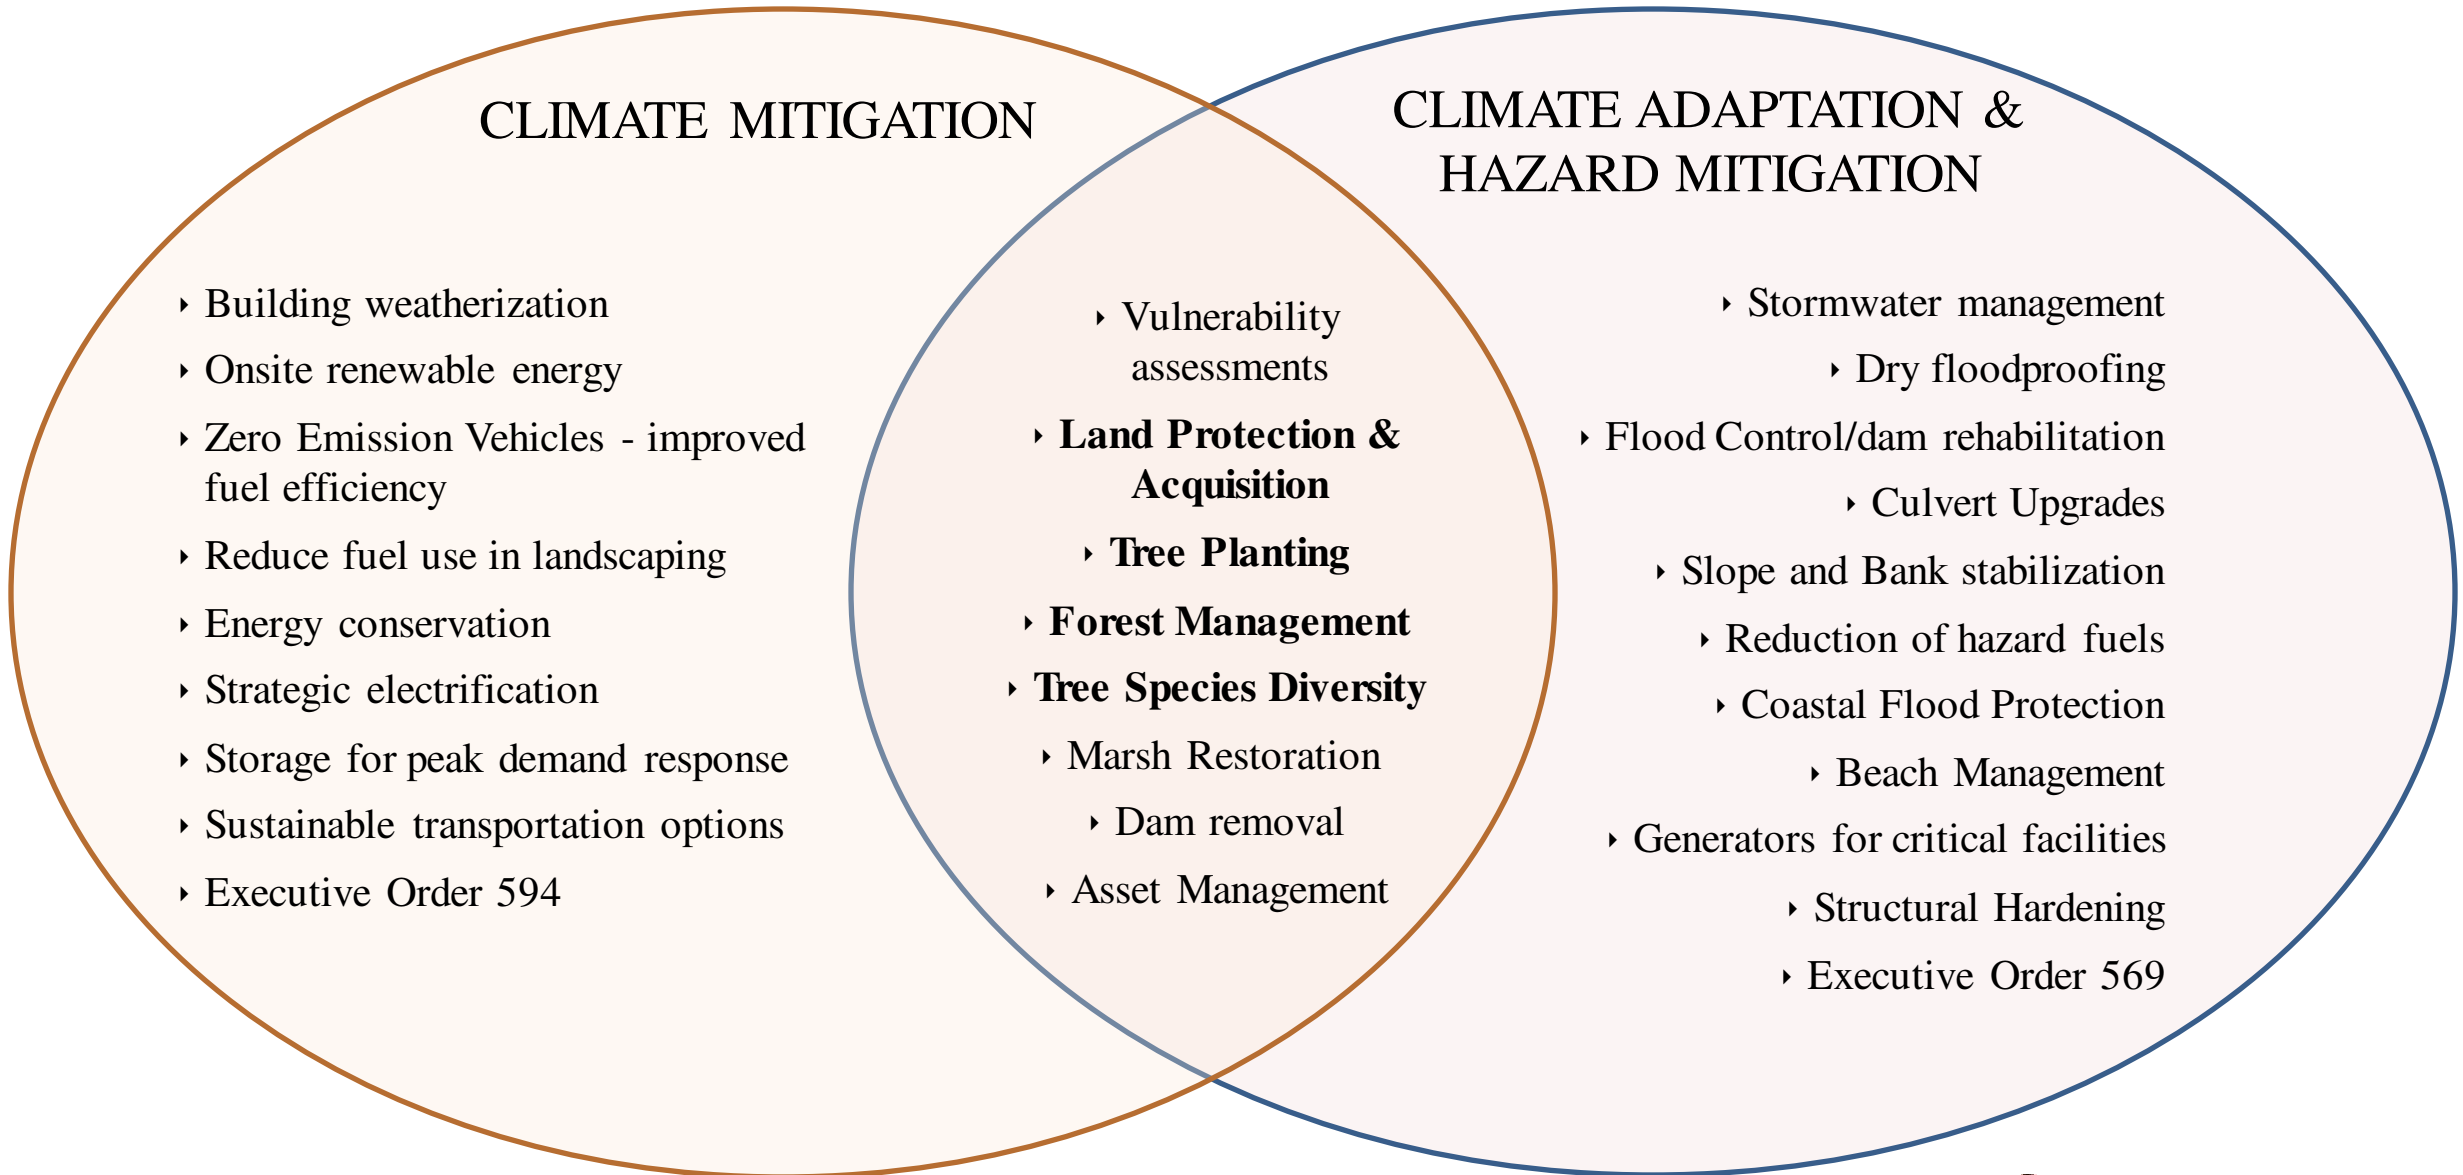 CLIMATE MITIGATION
‣ Building weatherization
‣ Onsite renewable energy
‣ Zero Emission Vehicles - improved
fuel efficiency
‣ Reduce fuel use in landscaping
‣ Energy conservation
‣ Strategic electrification
‣ Storage for peak demand response
‣ Sustainable transportation options
‣ Executive Order 594
‣ Vulnerability
assessments
‣ Land Protection &
Acquisition
‣ Tree Planting
‣ Forest Management
‣ Tree Species Diversity
‣ Marsh Restoration
‣ Dam removal
‣ Asset Management
CLIMATE ADAPTATION &
HAZARD MITIGATION
‣ Stormwater management
‣ Dry floodproofing
‣ Flood Control/dam rehabilitation
‣ Culvert Upgrades
‣ Slope and Bank stabilization
‣ Reduction of hazard fuels
‣ Coastal Flood Protection
‣ Beach Management
‣ Generators for critical facilities
‣ Structural Hardening
‣ Executive Order 569